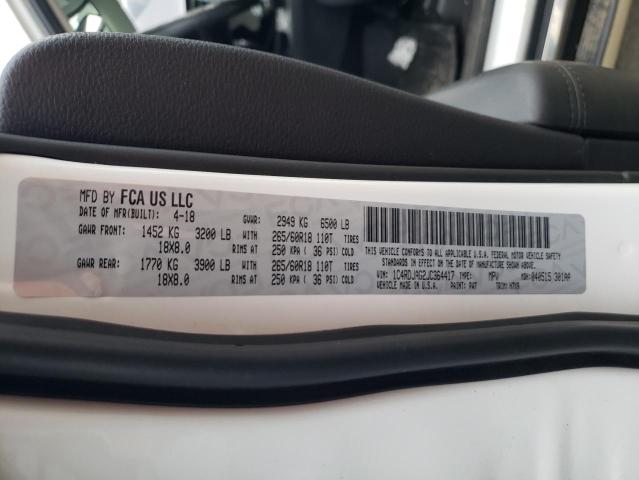 MFD BY FCA US LLC
DATE OF MFR(BUILT): 4-18 GVWR: 2949 KG 6500 LB
GAWR FRONT: 1452 KG 3200 LB WITH 265/60R18 110T TIRES
18X8.0 RIMS AT 250 KPA ( 36 PSI) COLD
GAWR REAR: 1770 KG 3900 LB WITH 265/60R18 110T TIRES
18X8.0 RIMS AT 250 KPA ( 36 PSI) COLD
THIS VEHICLE CONFORMS TO ALL APPLICABLE U.S.A. FEDERAL MOTOR VEHICLE SAFETY
STANDARDS IN EFFECT ON THE DATE OF MANUFACTURE SHOWN ABOVE.
VIN: 1C4RDJAG2JC364417 TYPE: MPV MDH: 040515 301AA
VEHICLE MADE IN U.S.A. PAINT: TRIM: